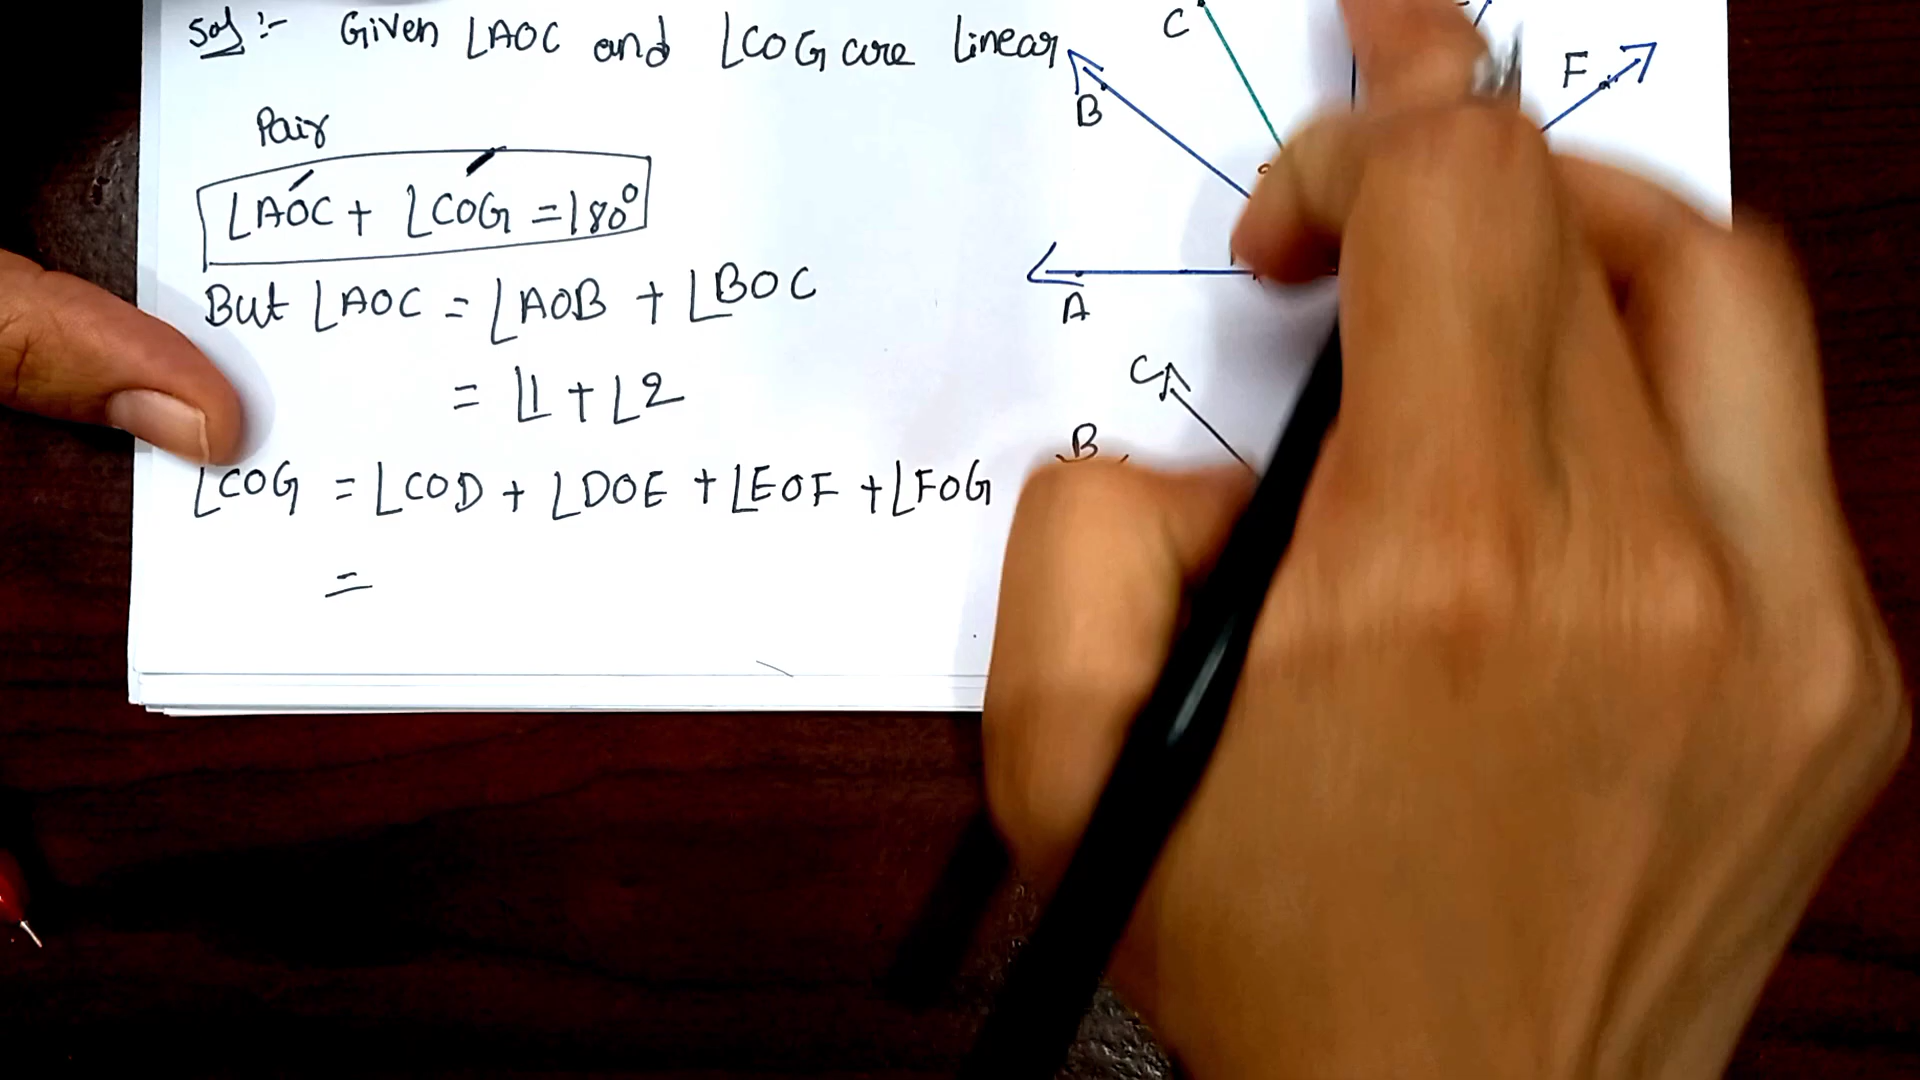 Sol :- Given ∠AOC and ∠COG are Linear
Pair
∠AOC + ∠COG = 180°
But ∠AOC = ∠AOB + ∠BOC
= ∠1 + ∠2
∠COG = ∠COD + ∠DOE + ∠EOF + ∠FOG
=
C
B
F
A
C
B